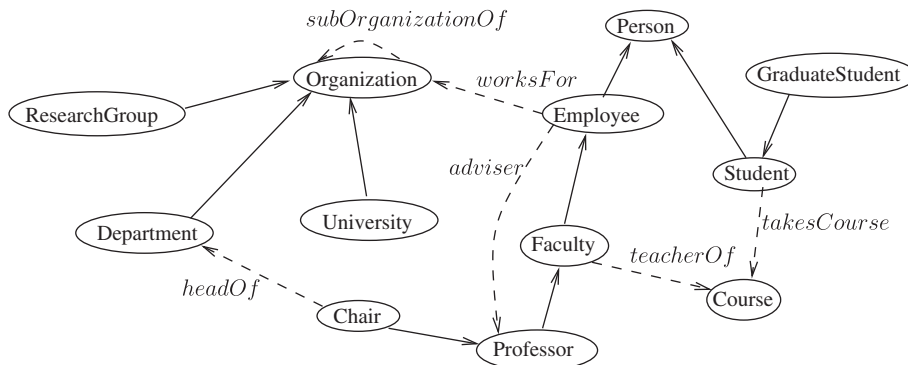 subOrganizationOf
Person
Organization
worksFor
GraduateStudent
ResearchGroup
Employee
adviser
Student
Department
University
takesCourse
Faculty
teacherOf
headOf
Course
Chair
Professor